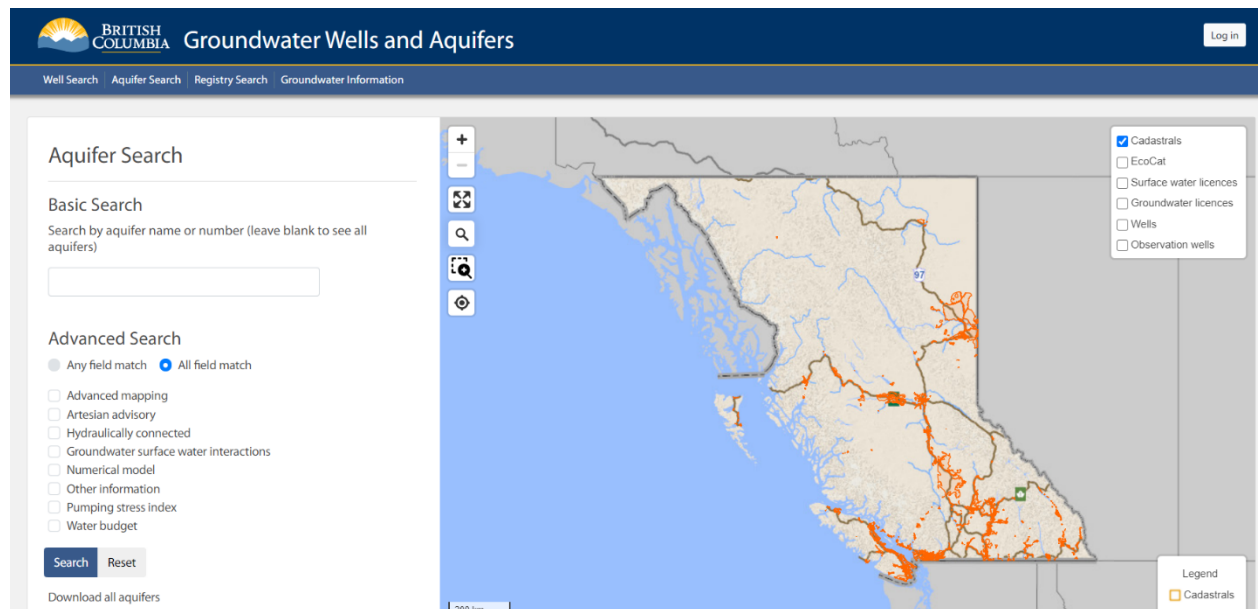 BRITISH
COLUMBIA
Groundwater Wells and Aquifers
Log in
Well Search
Aquifer Search
Registry Search
Groundwater Information
Aquifer Search
Basic Search
Search by aquifer name or number (leave blank to see all
aquifers)
Advanced Search
Any field match
All field match
Advanced mapping
Artesian advisory
Hydraulically connected
Groundwater surface water interactions
Numerical model
Other information
Pumping stress index
Water budget
Search
Reset
Download all aquifers
+
−
97
Cadastrals
EcoCat
Surface water licences
Groundwater licences
Wells
Observation wells
Legend
Cadastrals